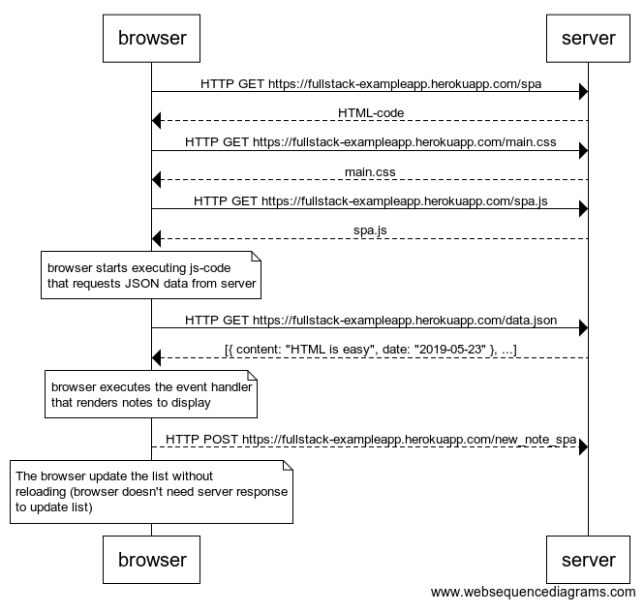 browser
server
HTTP GET https://fullstack-exampleapp.herokuapp.com/spa
HTML-code
HTTP GET https://fullstack-exampleapp.herokuapp.com/main.css
main.css
HTTP GET https://fullstack-exampleapp.herokuapp.com/spa.js
spa.js
browser starts executing js-code
that requests JSON data from server
HTTP GET https://fullstack-exampleapp.herokuapp.com/data.json
[{ content: "HTML is easy", date: "2019-05-23" }, ...]
browser executes the event handler
that renders notes to display
HTTP POST https://fullstack-exampleapp.herokuapp.com/new_note_spa
The browser update the list without
reloading (browser doesn't need server response
to update list)
browser
server
www.websequencediagrams.com